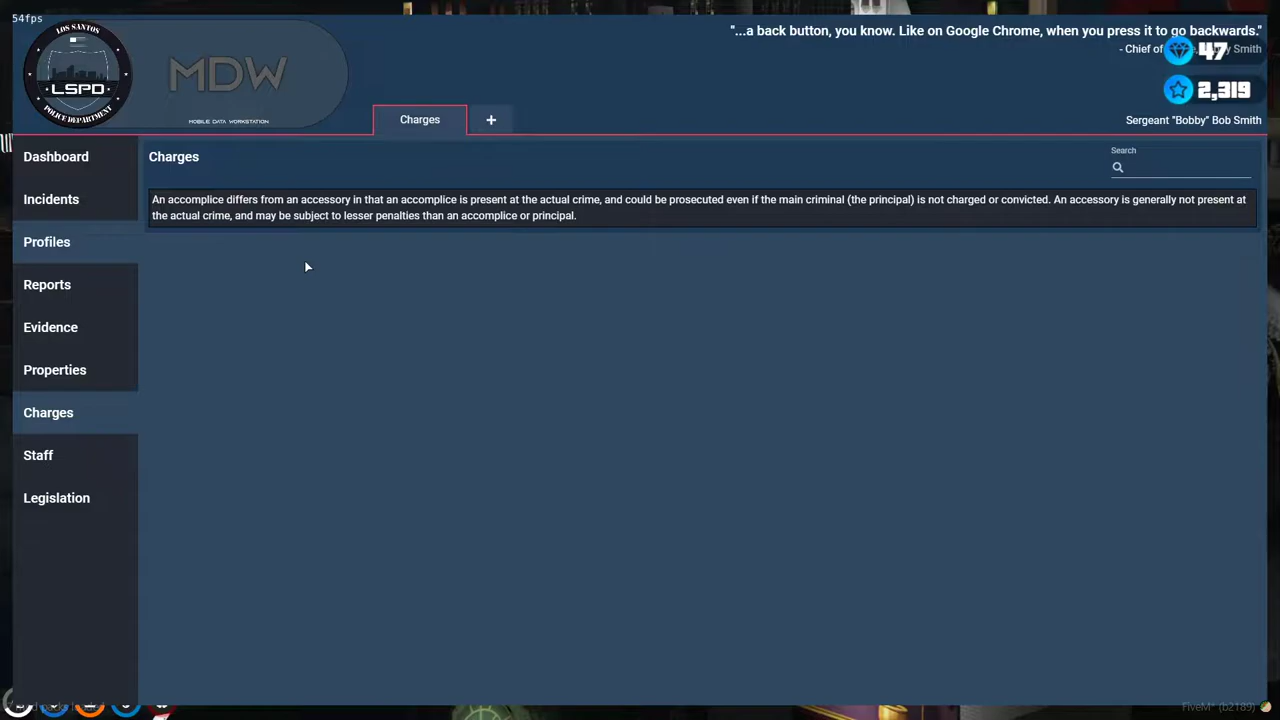 54fps
LOS SANTOS
LSPD
POLICE DEPARTMENT
MDW
MOBILE DATA WORKSTATION
"...a back button, you know. Like on Google Chrome, when you press it to go backwards."
- Chief of Smith
47
2,319
Sergeant "Bobby" Bob Smith
Charges
+
Dashboard
Incidents
Profiles
Reports
Evidence
Properties
Charges
Staff
Legislation
Charges
Search
An accomplice differs from an accessory in that an accomplice is present at the actual crime, and could be prosecuted even if the main criminal (the principal) is not charged or convicted. An accessory is generally not present at
the actual crime, and may be subject to lesser penalties than an accomplice or principal.
FiveM* (b2189)